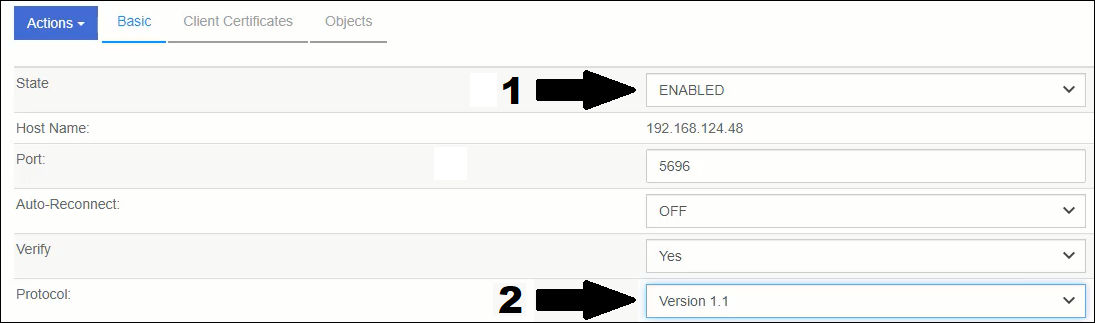 Actions Basic Client Certificates Objects
State 1 ENABLED
Host Name: 192.168.124.48
Port: 5696
Auto-Reconnect: OFF
Verify Yes
Protocol: 2 Version 1.1